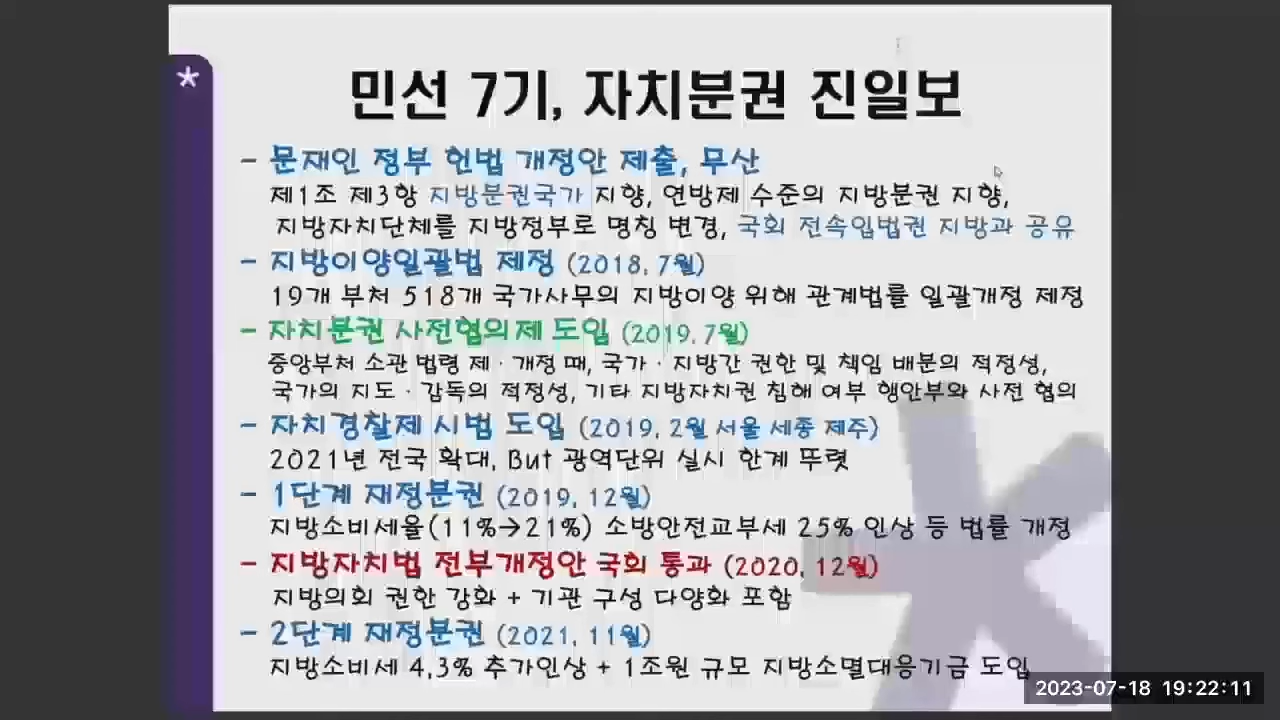 *
민선 7기, 자치분권 진일보
- 문재인 정부 헌법 개정안 제출, 무산
제1조 제3항 지방분권국가 지향, 연방제 수준의 지방분권 지향,
지방자치단체를 지방정부로 명칭 변경, 국회 전속입법권 지방과 공유
- 지방이양일괄법 제정 (2018. 7월)
19개 부처 518개 국가사무의 지방이양 위해 관계법률 일괄개정 제정
- 자치분권 사전협의제 도입 (2019. 7월)
중앙부처 소관 법령 제·개정 때, 국가·지방간 권한 및 책임 배분의 적정성,
국가의 지도·감독의 적정성, 기타 지방자치권 침해 여부 행안부와 사전 협의
- 자치경찰제 시범 도입 (2019. 2월 서울 세종 제주)
2021년 전국 확대, But 광역단위 실시 한계 뚜렷
- 1단계 재정분권 (2019. 12월)
지방소비세율(11%→21%) 소방안전교부세 25% 인상 등 법률 개정
- 지방자치법 전부개정안 국회 통과 (2020. 12월)
지방의회 권한 강화 + 기관 구성 다양화 포함
- 2단계 재정분권 (2021. 11월)
지방소비세 4.3% 추가인상 + 1조원 규모 지방소멸대응기금 도입
2023-07-18 19:22:11